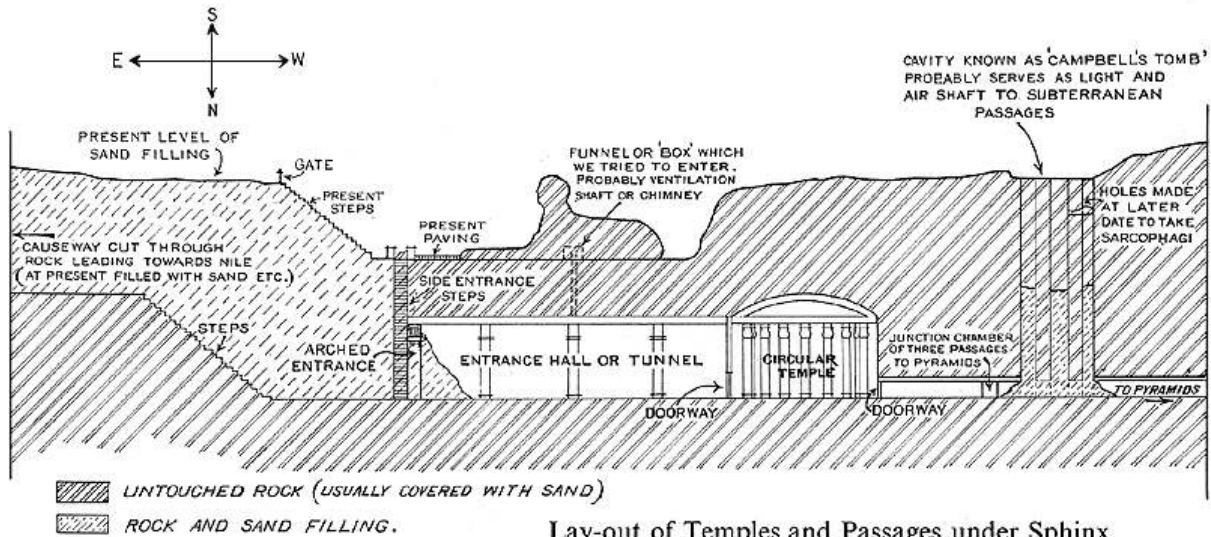 S
E W
N
PRESENT LEVEL OF
SAND FILLING
GATE
PRESENT
STEPS
CAUSEWAY CUT THROUGH
ROCK LEADING TOWARDS NILE
(AT PRESENT FILLED WITH SAND ETC.)
STEPS
PRESENT
PAVING
SIDE ENTRANCE
STEPS
ARCHED
ENTRANCE
FUNNEL OR 'BOX' WHICH
WE TRIED TO ENTER.
PROBABLY VENTILATION
SHAFT OR CHIMNEY
ENTRANCE HALL OR TUNNEL
DOORWAY
CIRCULAR
TEMPLE
DOORWAY
CAVITY KNOWN AS 'CAMPBELL'S TOMB'
PROBABLY SERVES AS LIGHT AND
AIR SHAFT TO SUBTERRANEAN
PASSAGES
HOLES MADE
AT LATER
DATE TO TAKE
SARCOPHAGI
JUNCTION CHAMBER
OF THREE PASSAGES
TO PYRAMIDS
TO PYRAMIDS
UNTOUCHED ROCK (USUALLY COVERED WITH SAND)
ROCK AND SAND FILLING.
Lay-out of Temples and Passages under Sphinx